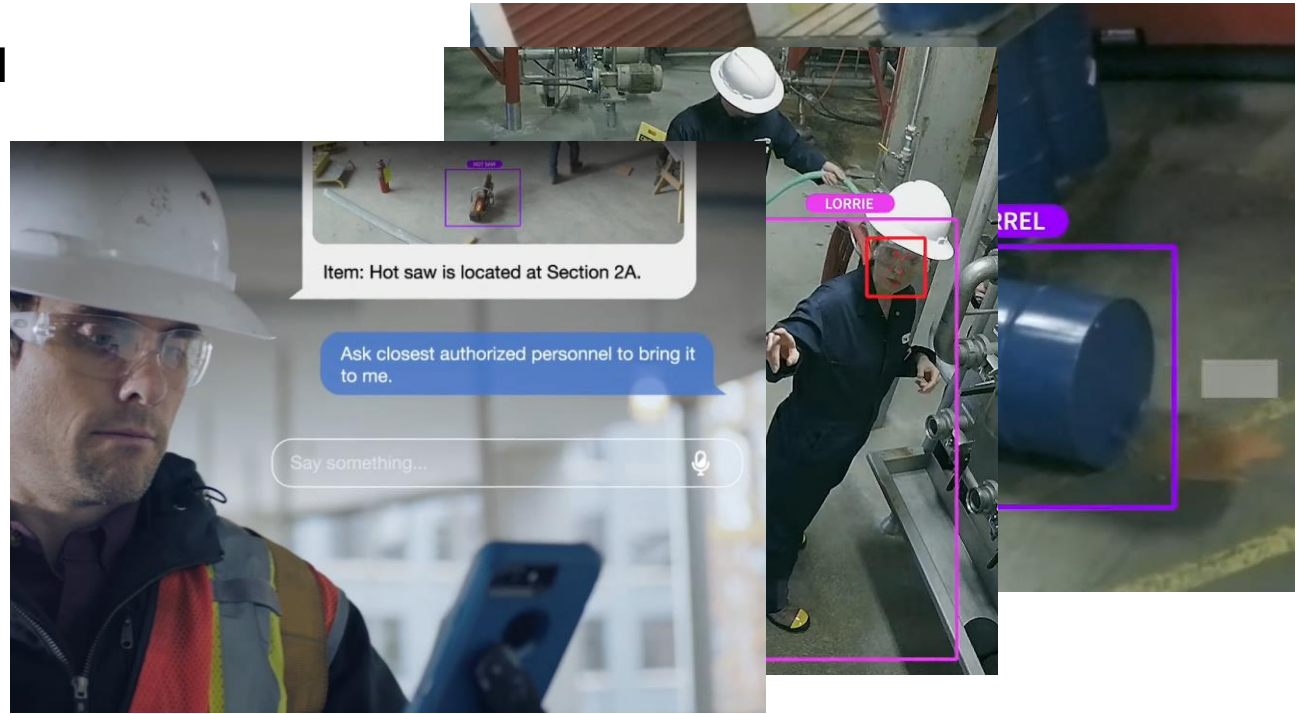 HOT SAW
Item: Hot saw is located at Section 2A.
Ask closest authorized personnel to bring it
to me.
Say something...
LORRIE
RREL